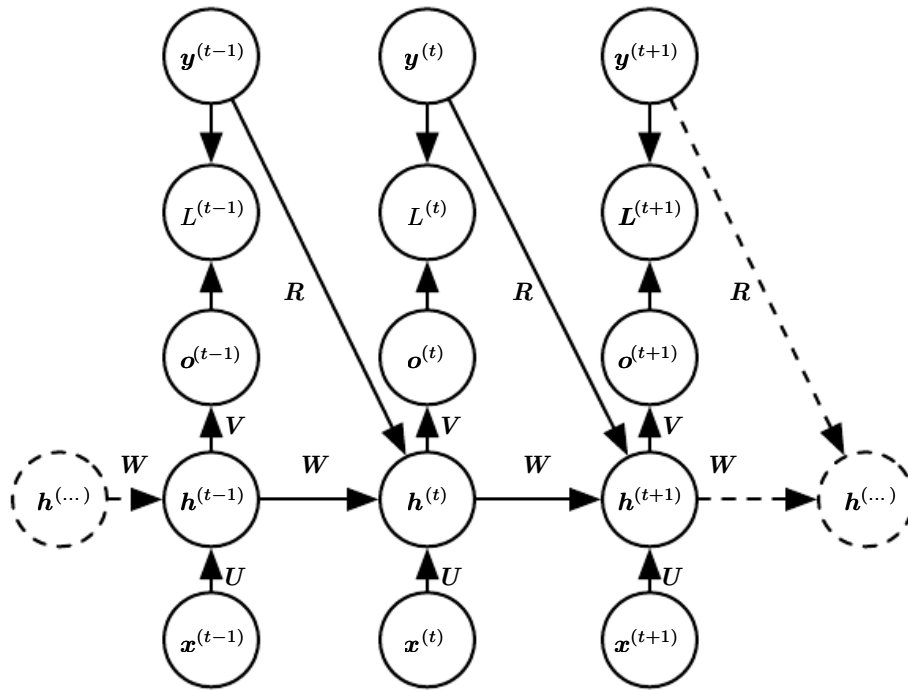 y^(t−1) y^(t) y^(t+1)
L^(t−1) L^(t) L^(t+1)
R R R
o^(t−1) o^(t) o^(t+1)
V V V
W W W W
h^(...) h^(t−1) h^(t) h^(t+1) h^(...)
U U U
x^(t−1) x^(t) x^(t+1)